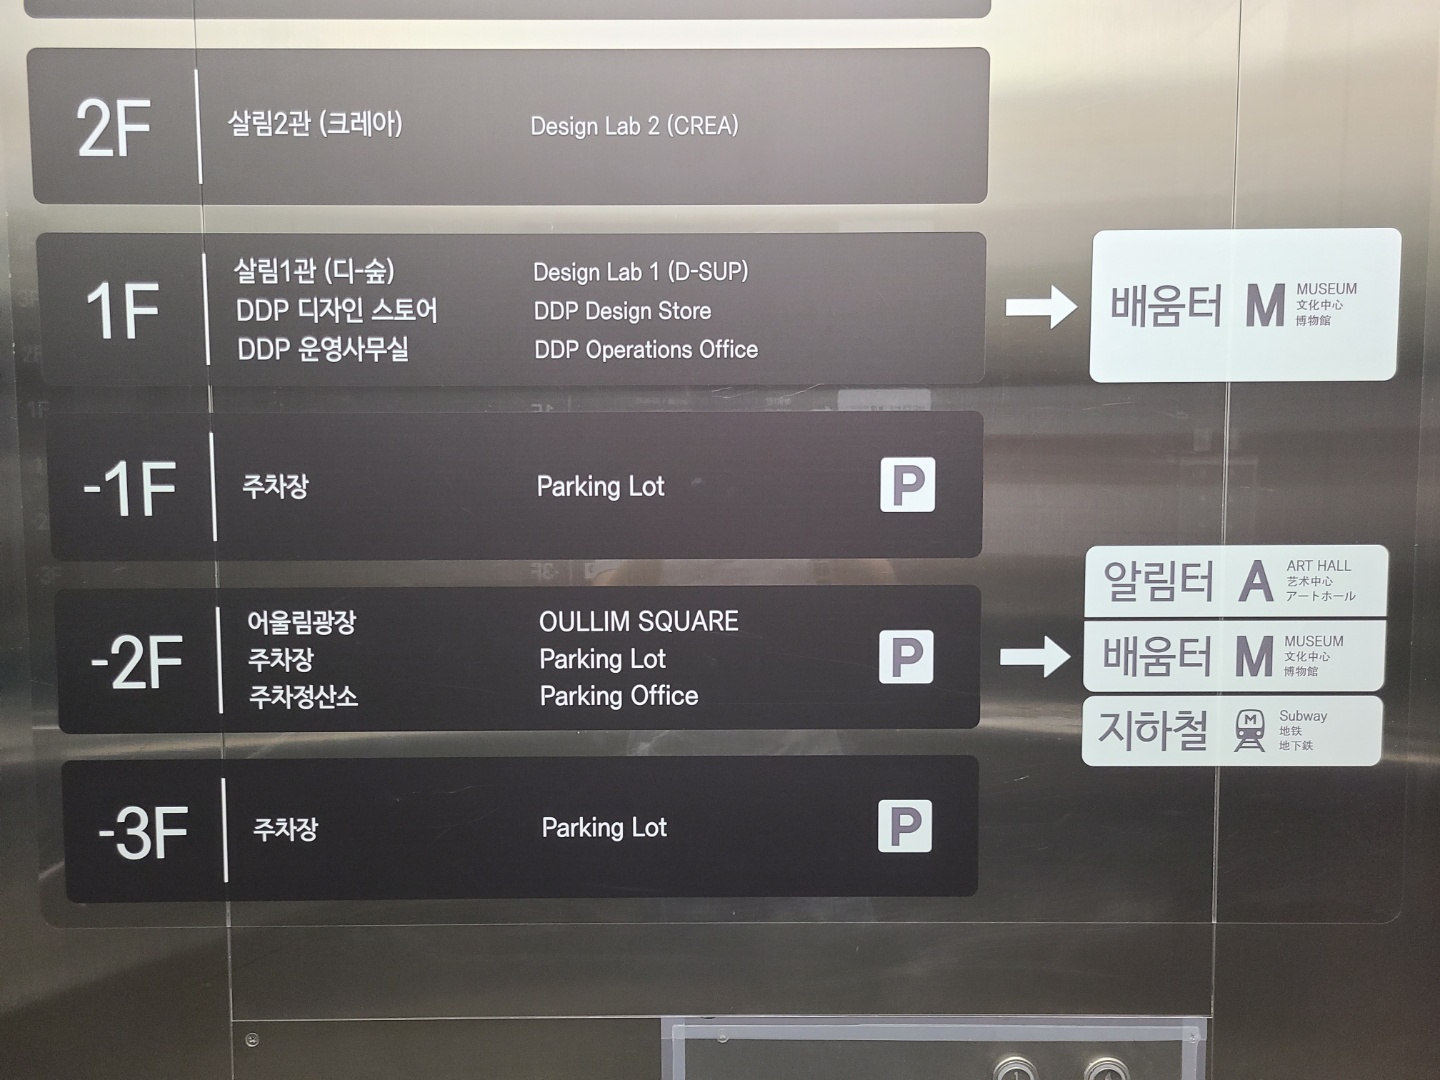 2F
살림2관 (크레아) Design Lab 2 (CREA)
1F
살림1관 (디-숲) Design Lab 1 (D-SUP)
DDP 디자인 스토어 DDP Design Store
DDP 운영사무실 DDP Operations Office
배움터 M MUSEUM
文化中心
博物館
-1F
주차장 Parking Lot P
-2F
어울림광장 OULLIM SQUARE
주차장 Parking Lot P
주차정산소 Parking Office
알림터 A ART HALL
艺术中心
アートホール
배움터 M MUSEUM
文化中心
博物館
지하철 M Subway
地铁
地下鉄
-3F
주차장 Parking Lot P
1